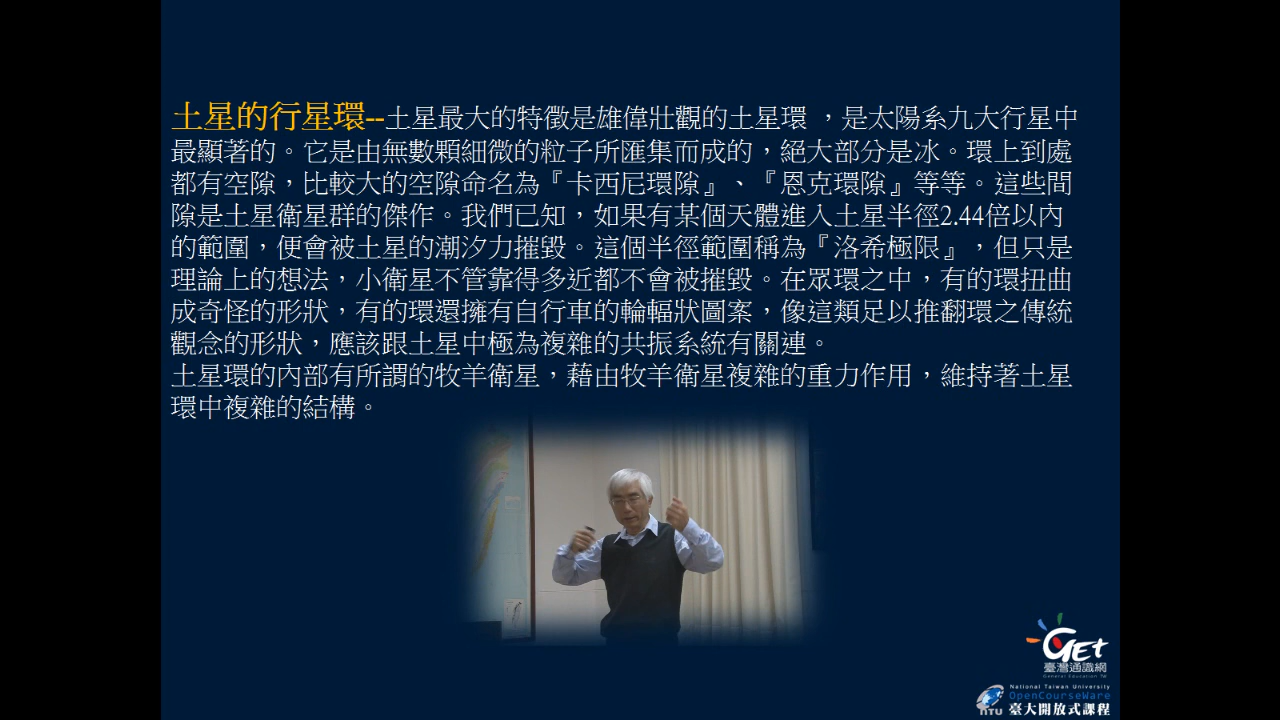 土星的行星環--土星最大的特徵是雄偉壯觀的土星環 ，是太陽系九大行星中
最顯著的。它是由無數顆細微的粒子所匯集而成的，絕大部分是冰。環上到處
都有空隙，比較大的空隙命名為『卡西尼環隙』、『恩克環隙』等等。這些間
隙是土星衛星群的傑作。我們已知，如果有某個天體進入土星半徑2.44倍以內
的範圍，便會被土星的潮汐力摧毀。這個半徑範圍稱為『洛希極限』，但只是
理論上的想法，小衛星不管靠得多近都不會被摧毀。在眾環之中，有的環扭曲
成奇怪的形狀，有的環還擁有自行車的輪輻狀圖案，像這類足以推翻環之傳統
觀念的形狀，應該跟土星中極為複雜的共振系統有關連。
土星環的內部有所謂的牧羊衛星，藉由牧羊衛星複雜的重力作用，維持著土星
環中複雜的結構。
GET
臺灣通識網
General Education TW
National Taiwan University
OpenCourseWare
NTU 臺大開放式課程